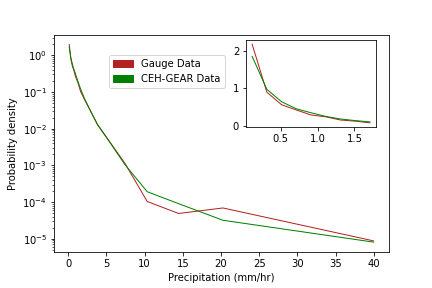 Gauge Data
CEH-GEAR Data
2
1
0
0.5 1.0 1.5
Probability density
10⁰
10⁻¹
10⁻²
10⁻³
10⁻⁴
10⁻⁵
0 5 10 15 20 25 30 35 40
Precipitation (mm/hr)